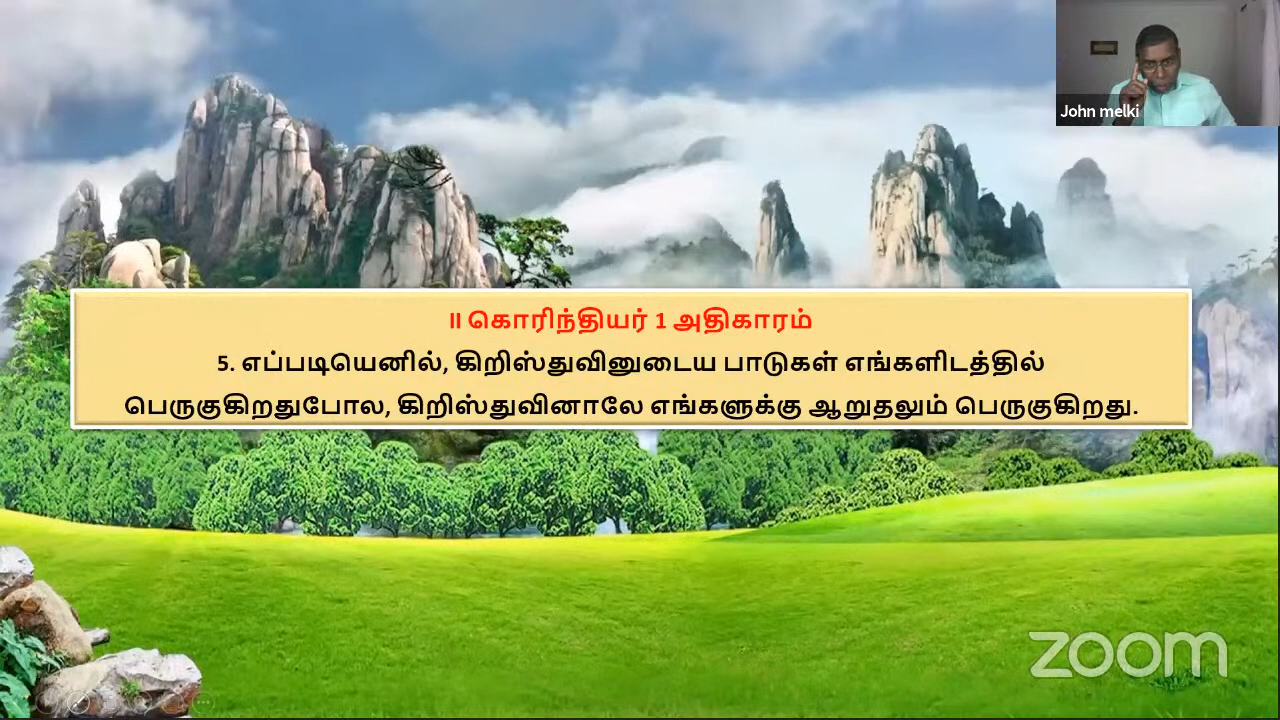 John melki
II கொரிந்தியர் 1 அதிகாரம்
5. எப்படியெனில், கிறிஸ்துவினுடைய பாடுகள் எங்களிடத்தில்
பெருகுகிறதுபோல, கிறிஸ்துவினாலே எங்களுக்கு ஆறுதலும் பெருகுகிறது.
zoom